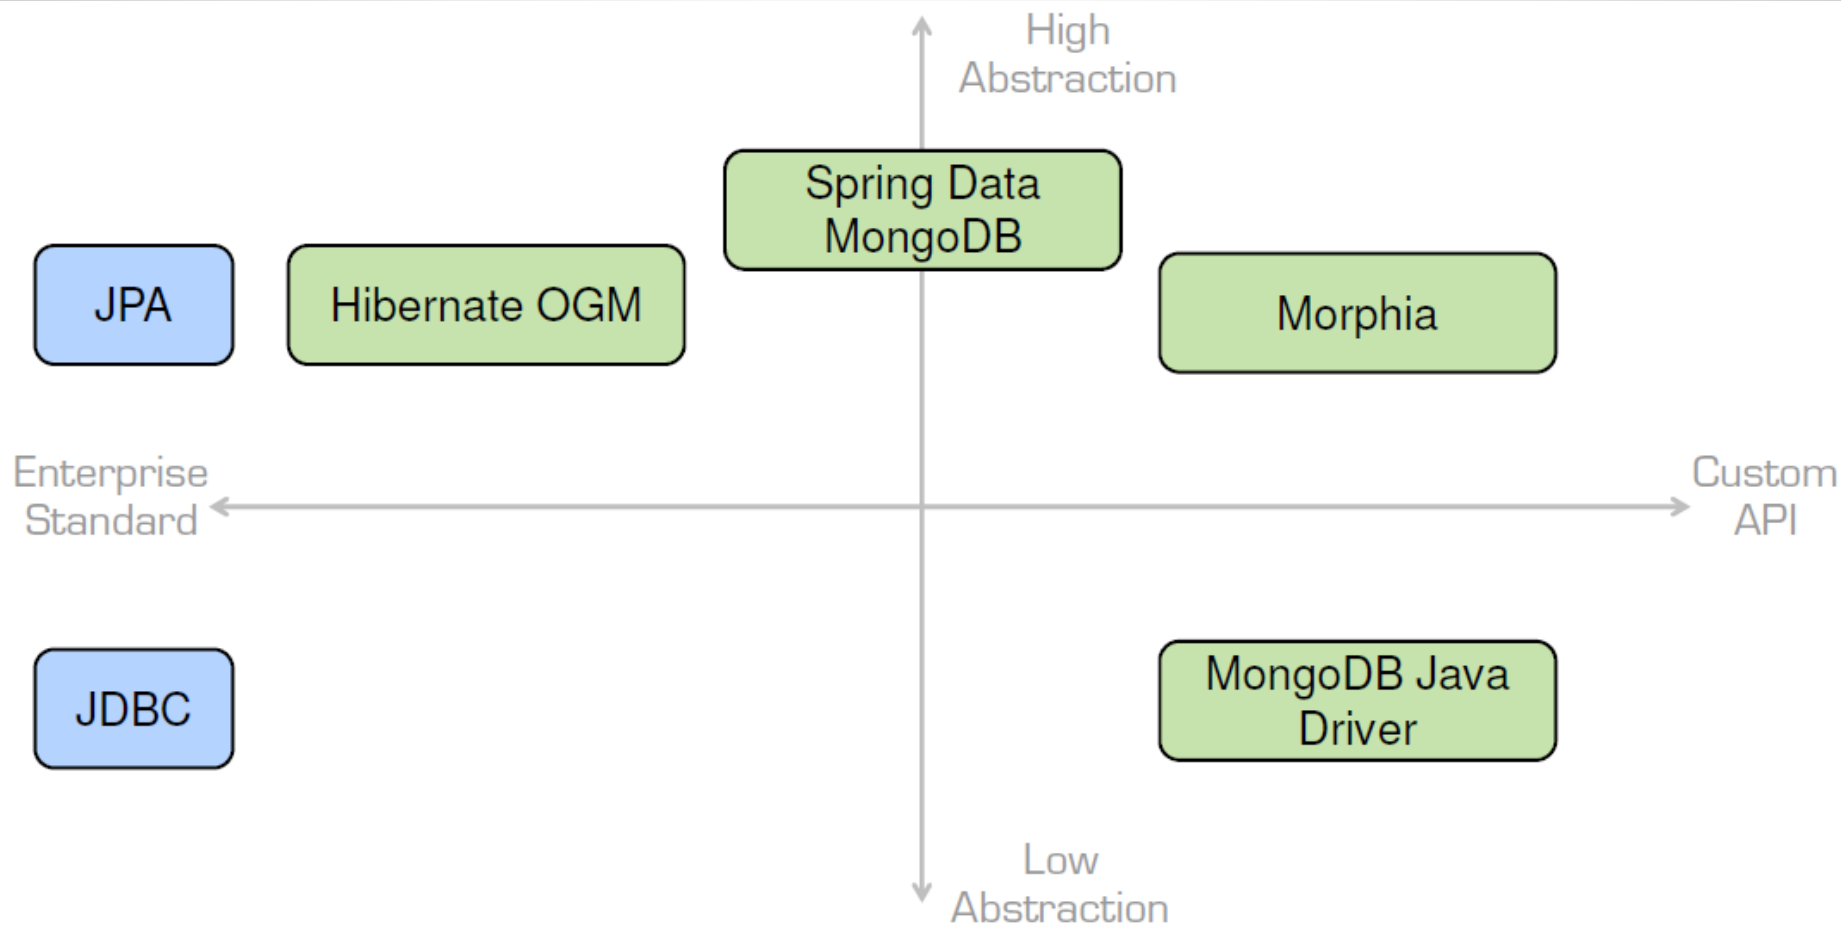 High
Abstraction
Spring Data
MongoDB
JPA
Hibernate OGM
Morphia
Enterprise
Standard
Custom
API
JDBC
MongoDB Java
Driver
Low
Abstraction